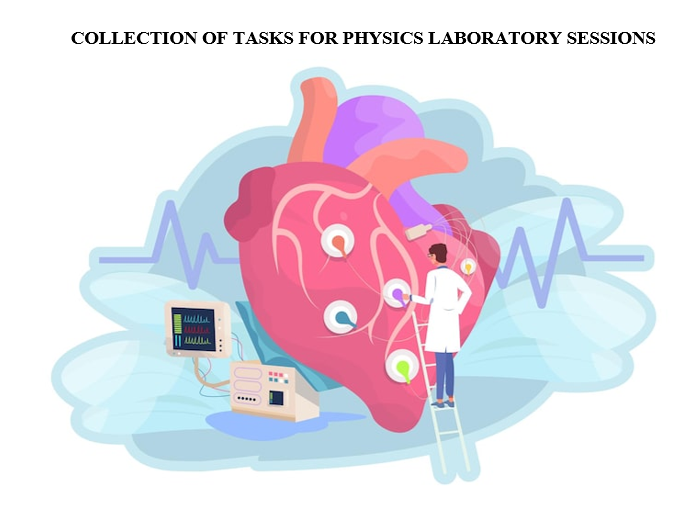 COLLECTION OF TASKS FOR PHYSICS LABORATORY SESSIONS